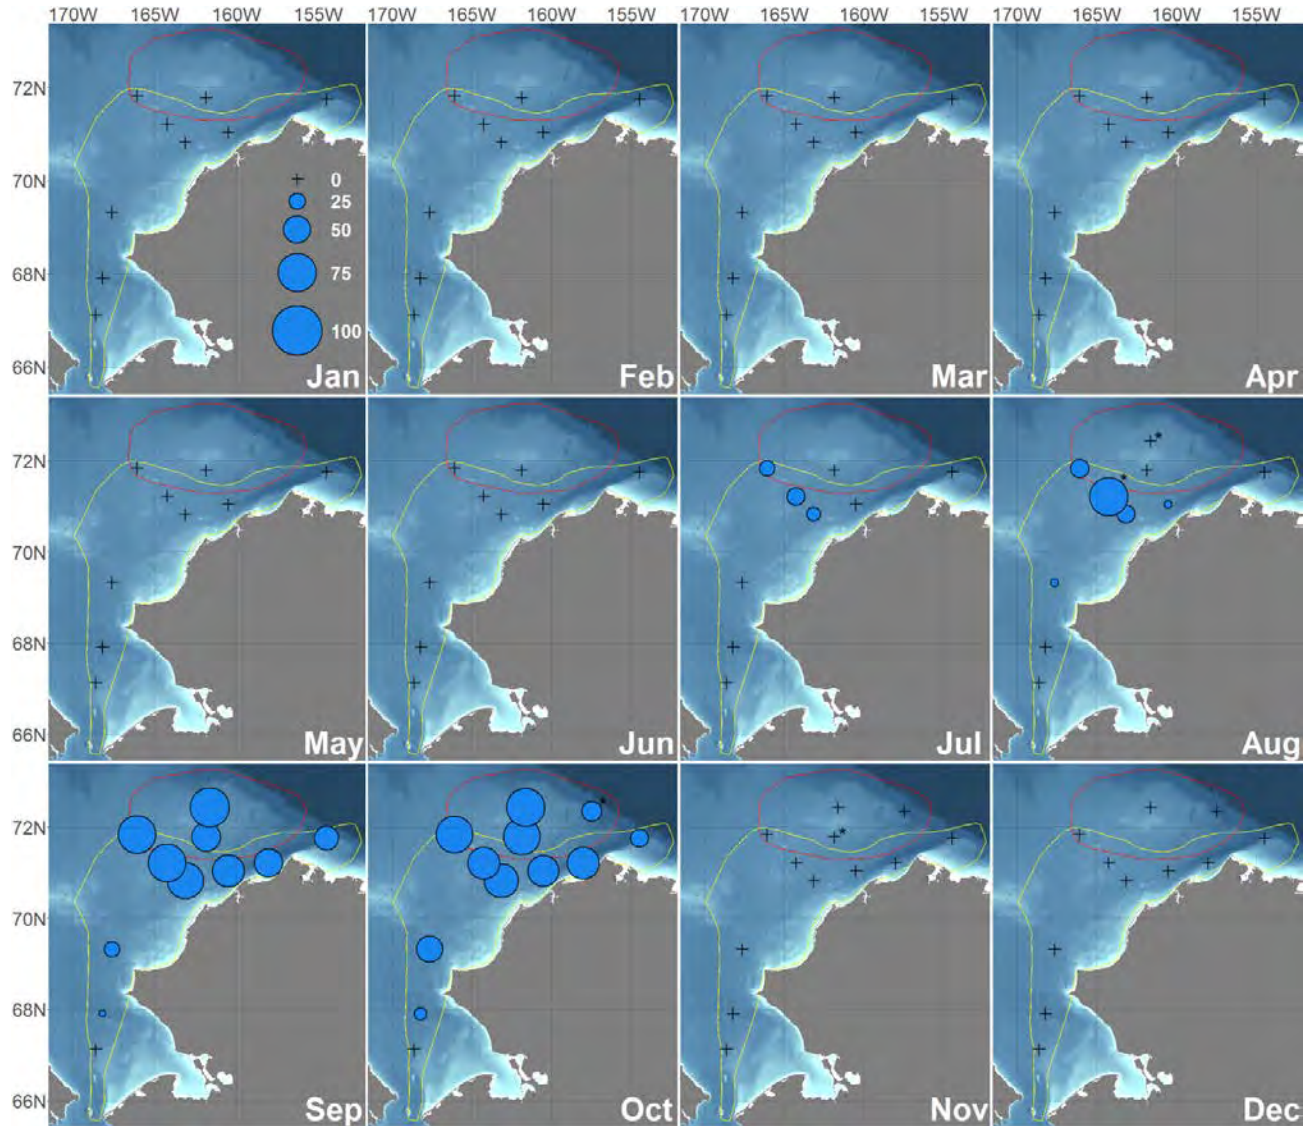 170W 165W 160W 155W 170W 165W 160W 155W 170W 165W 160W 155W 170W 165W 160W 155W
72N
0
25
70N
50
75
68N
100
66N
Jan Feb Mar Apr
72N
*
*
70N
68N
66N
May Jun Jul Aug
*
72N
*
70N
68N
66N
Sep Oct Nov Dec